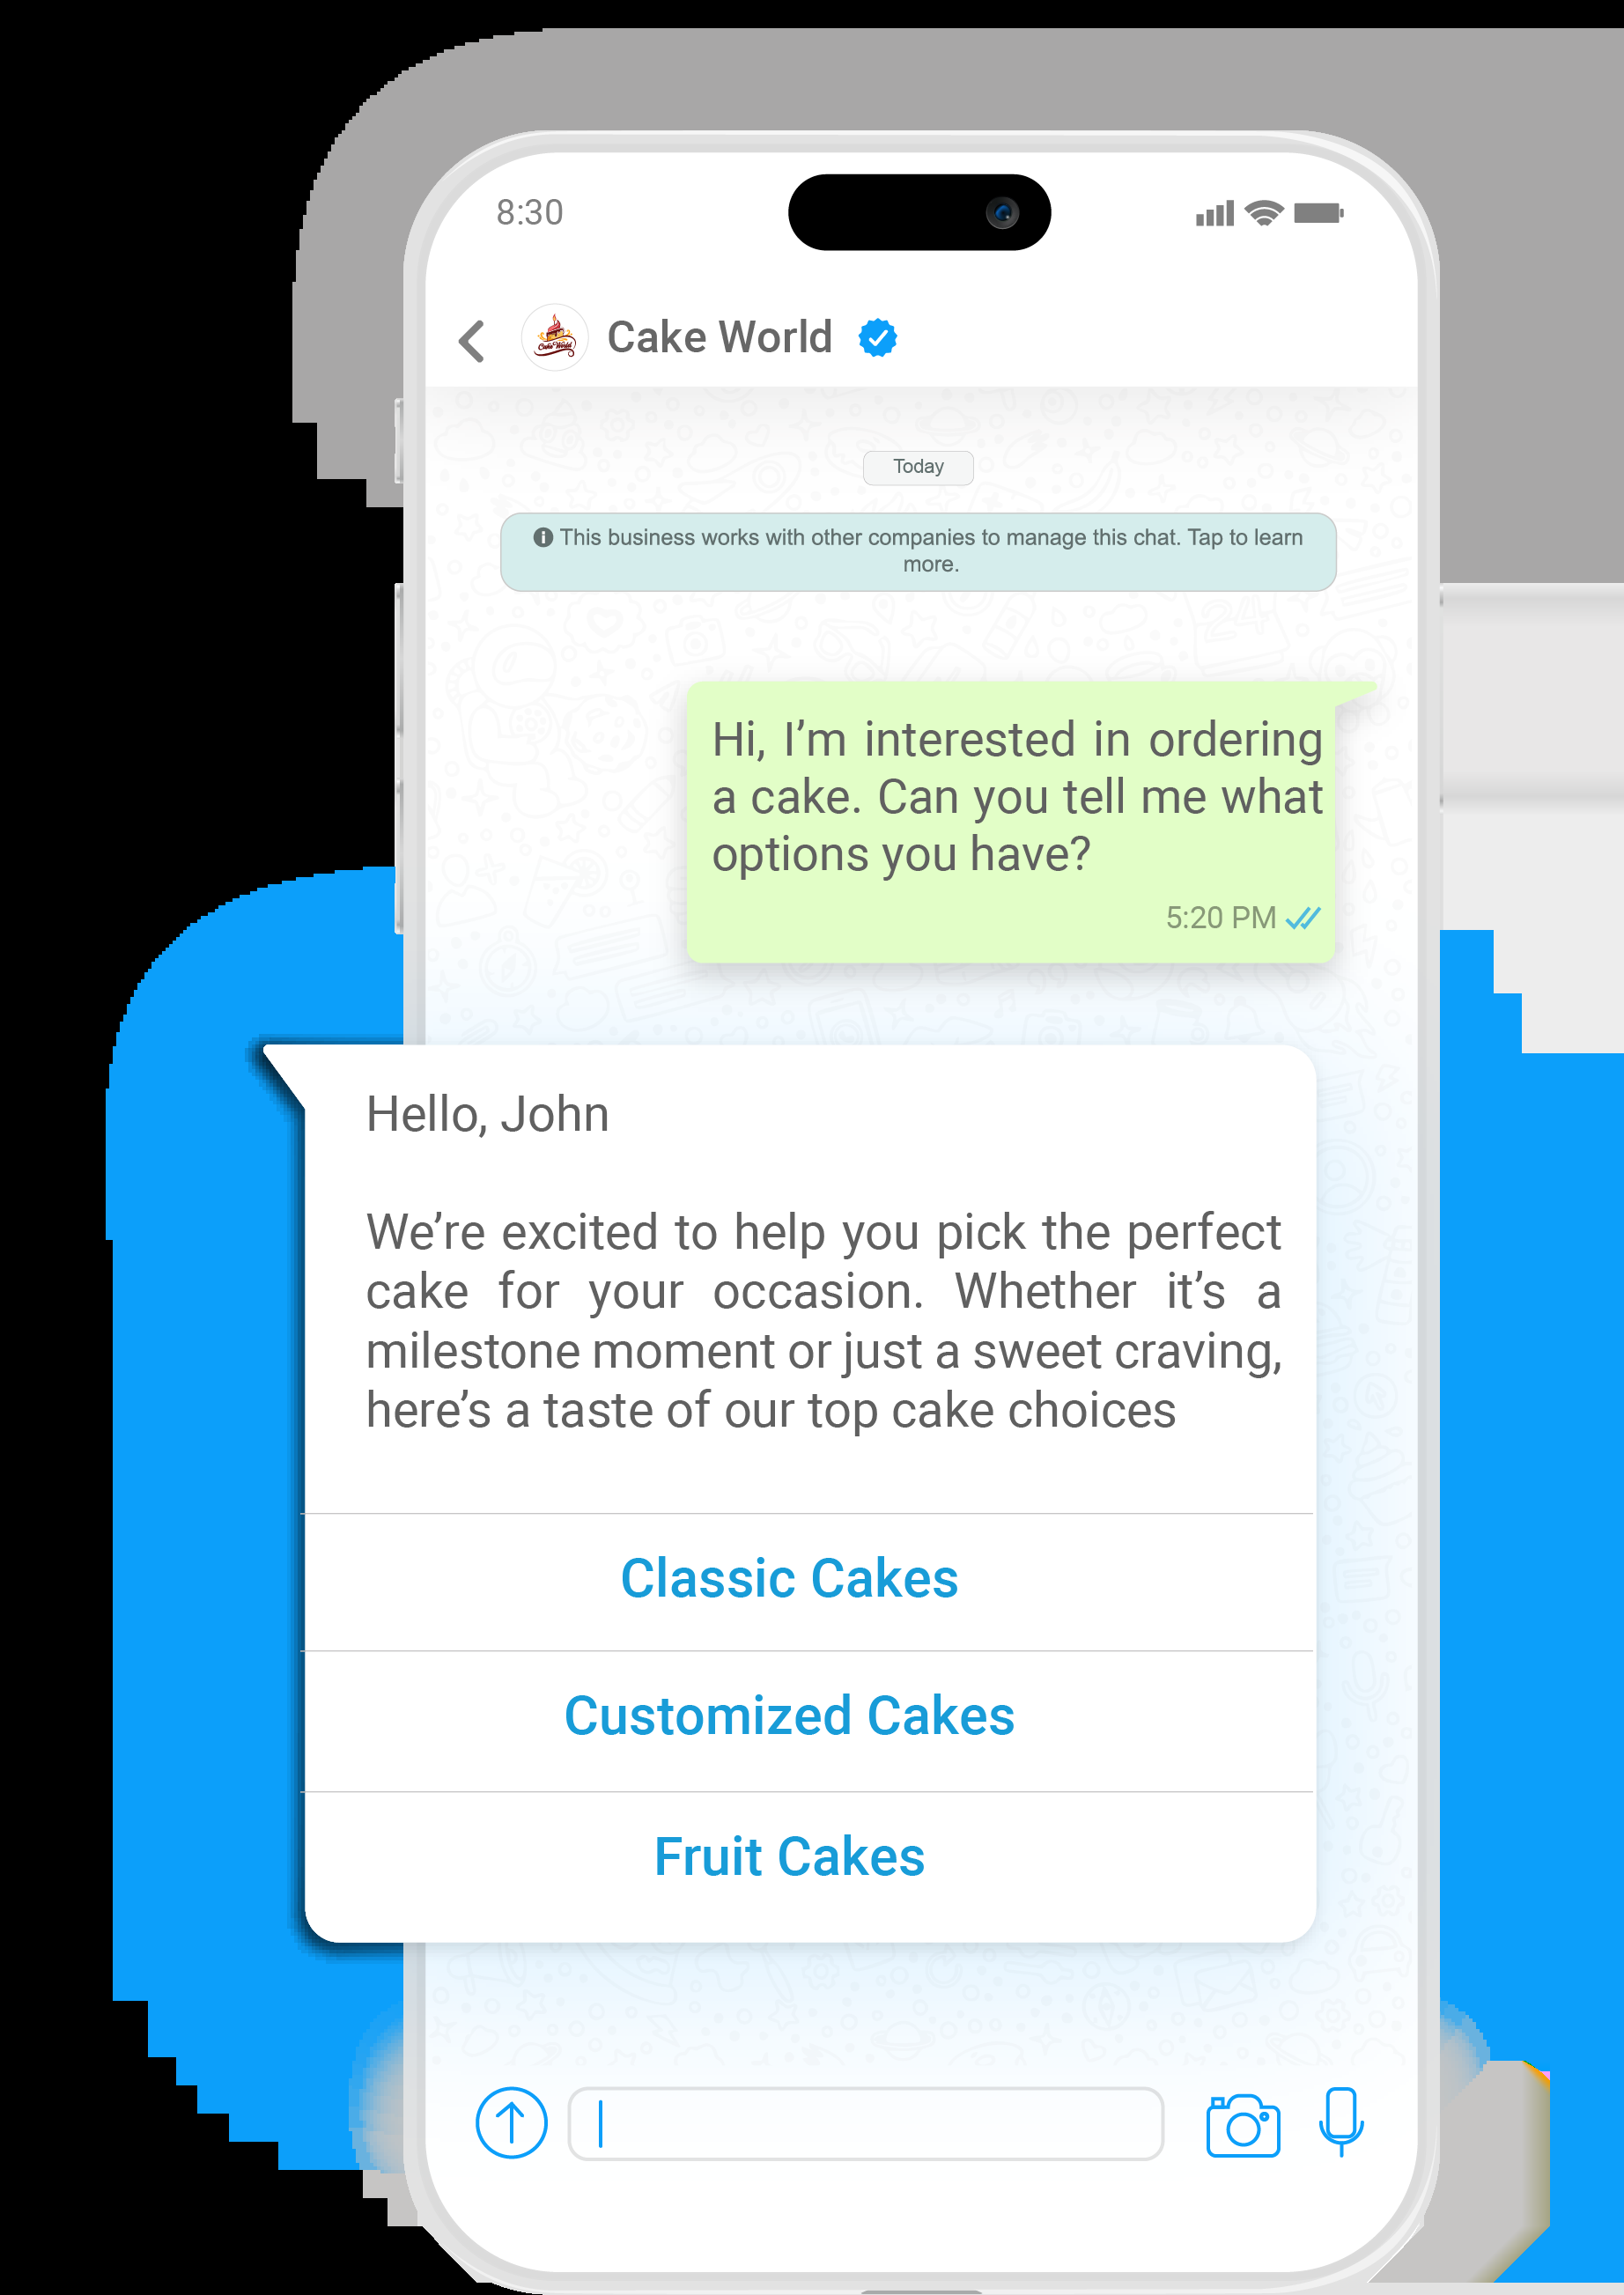 8:30
Cake World
Cake World
Today
This business works with other companies to manage this chat. Tap to learn
more.
Hi, I’m interested in ordering
a cake. Can you tell me what
options you have?
5:20 PM
Hello, John
We’re excited to help you pick the perfect
cake for your occasion. Whether it’s a
milestone moment or just a sweet craving,
here’s a taste of our top cake choices
Classic Cakes
Customized Cakes
Fruit Cakes